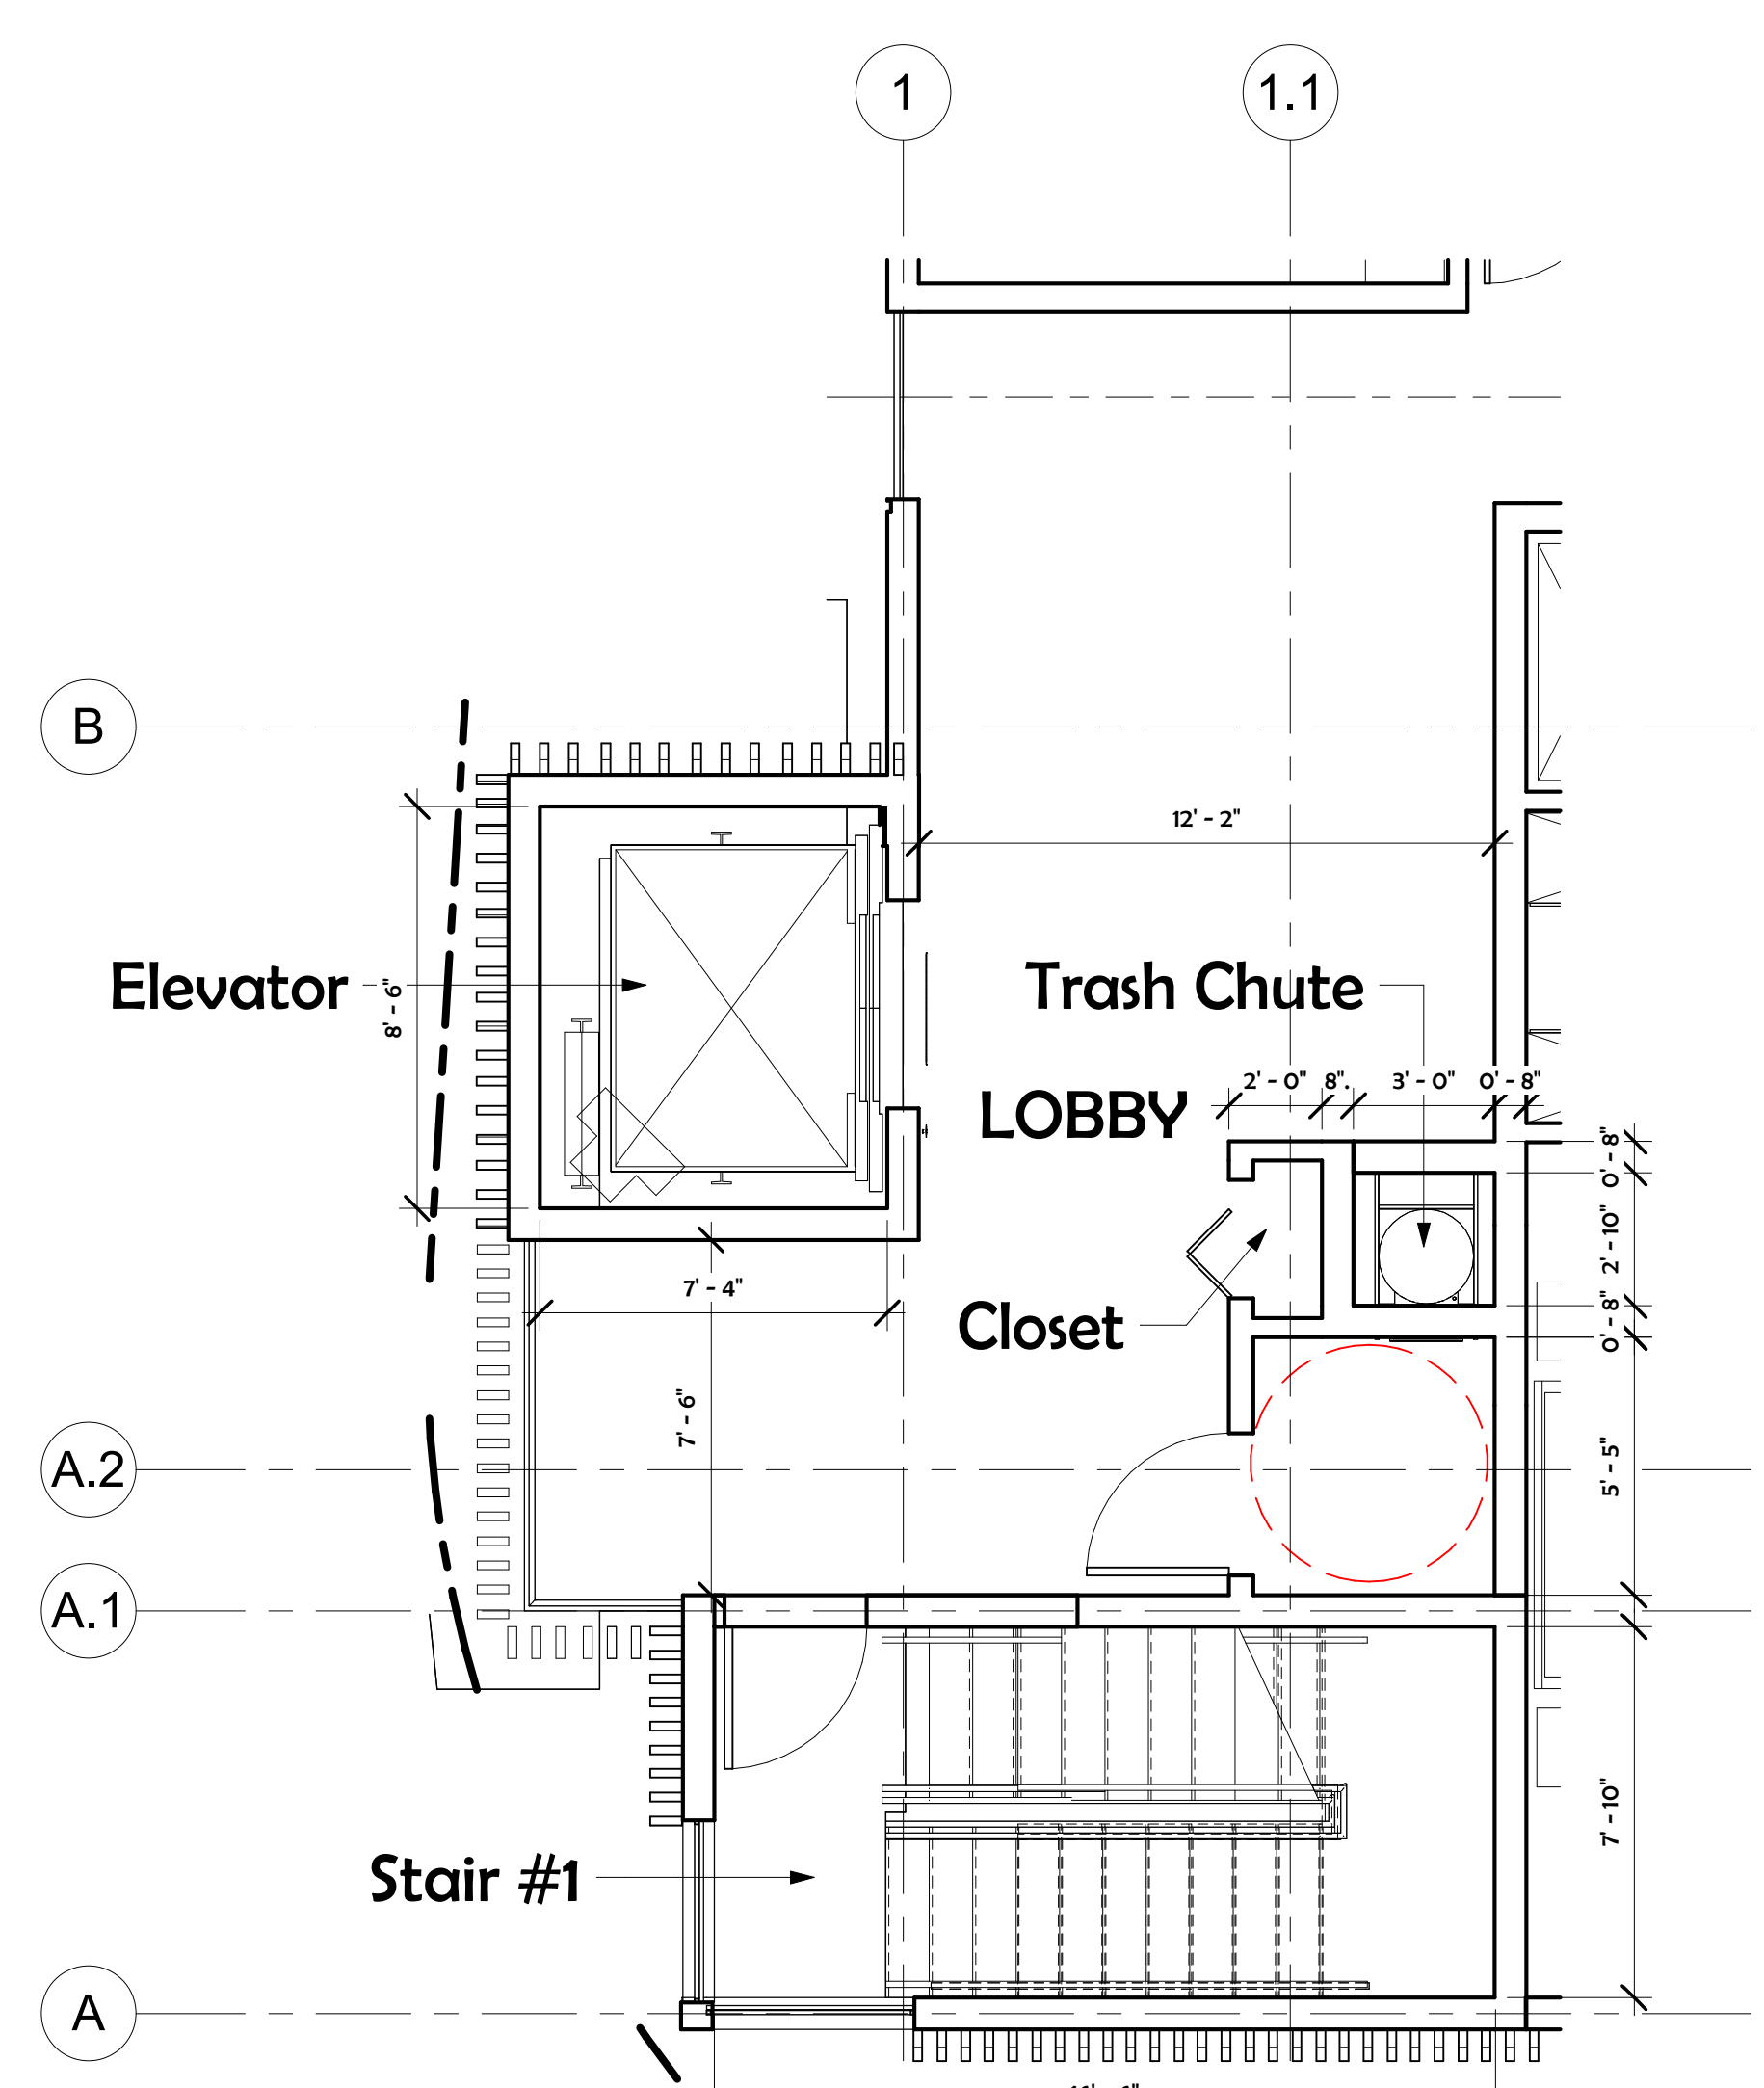 1
1.1
B
12' - 2"
Elevator
8' - 6"
Trash Chute
2' - 0"
8".
3' - 0"
0' - 8"
LOBBY
0' - 8"
2' - 10"
7' - 4"
Closet
0' - 8"
7' - 6"
5' - 5"
A.2
A.1
7' - 10"
Stair #1
A